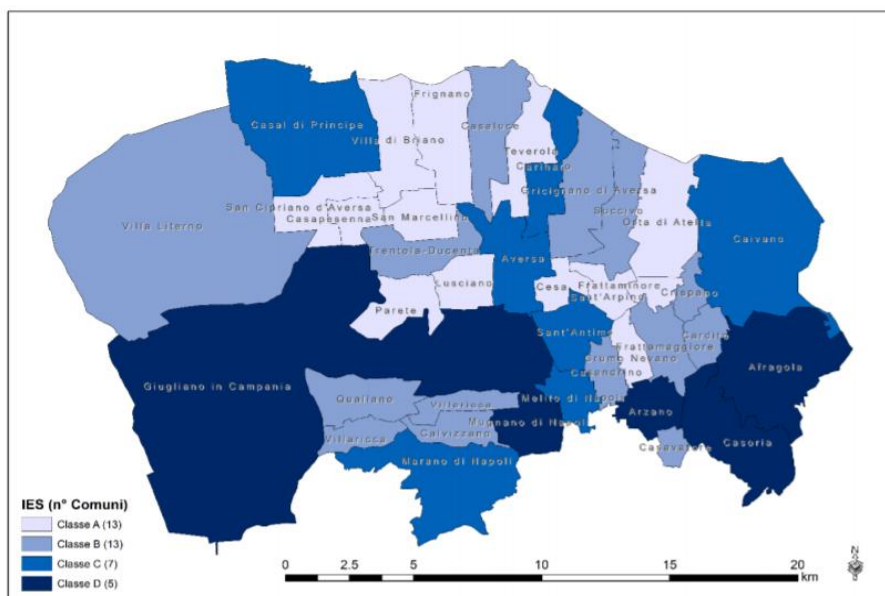 Frignano
Casal di Principe
Casaluce
Villa di Briano
Teverola
Carinaro
Gricignano di Aversa
San Cipriano d'Aversa
Succivo
Casapesenna
San Marcellino
Orta di Atella
Villa Literno
Caivano
Trentola-Ducenta
Aversa
Lusciano
Cesa
Frattaminore
Sant'Arpino
Crispano
Parete
Sant'Antimo
Cardito
Frattamaggiore
Grumo Nevano
Afragola
Casandrino
Giugliano in Campania
Qualiano
Villaricca
Melito di Napoli
Arzano
Mugnano di Napoli
Calvizzano
Villaricca
Casoria
Casavatore
Marano di Napoli
IES (n° Comuni)
Classe A (13)
Classe B (13)
Classe C (7)
Classe D (5)
0 2.5 5 10 15 20
km
N